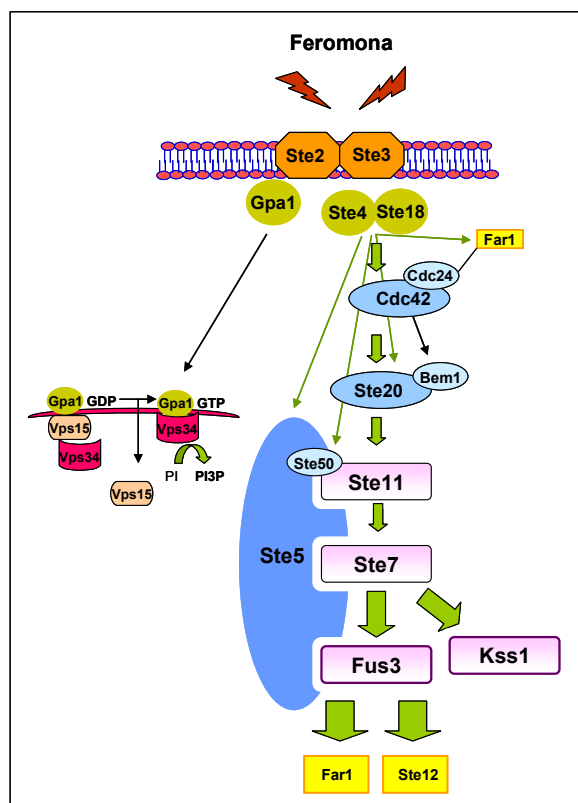 Feromona
Ste2 Ste3
Gpa1
Ste4 Ste18
Far1
Cdc24
Cdc42
Bem1
Ste20
Gpa1 GDP Gpa1 GTP
Vps15 Vps34
Vps34
PI PI3P
Vps15
Ste50
Ste11
Ste5
Ste7
Kss1
Fus3
Far1 Ste12